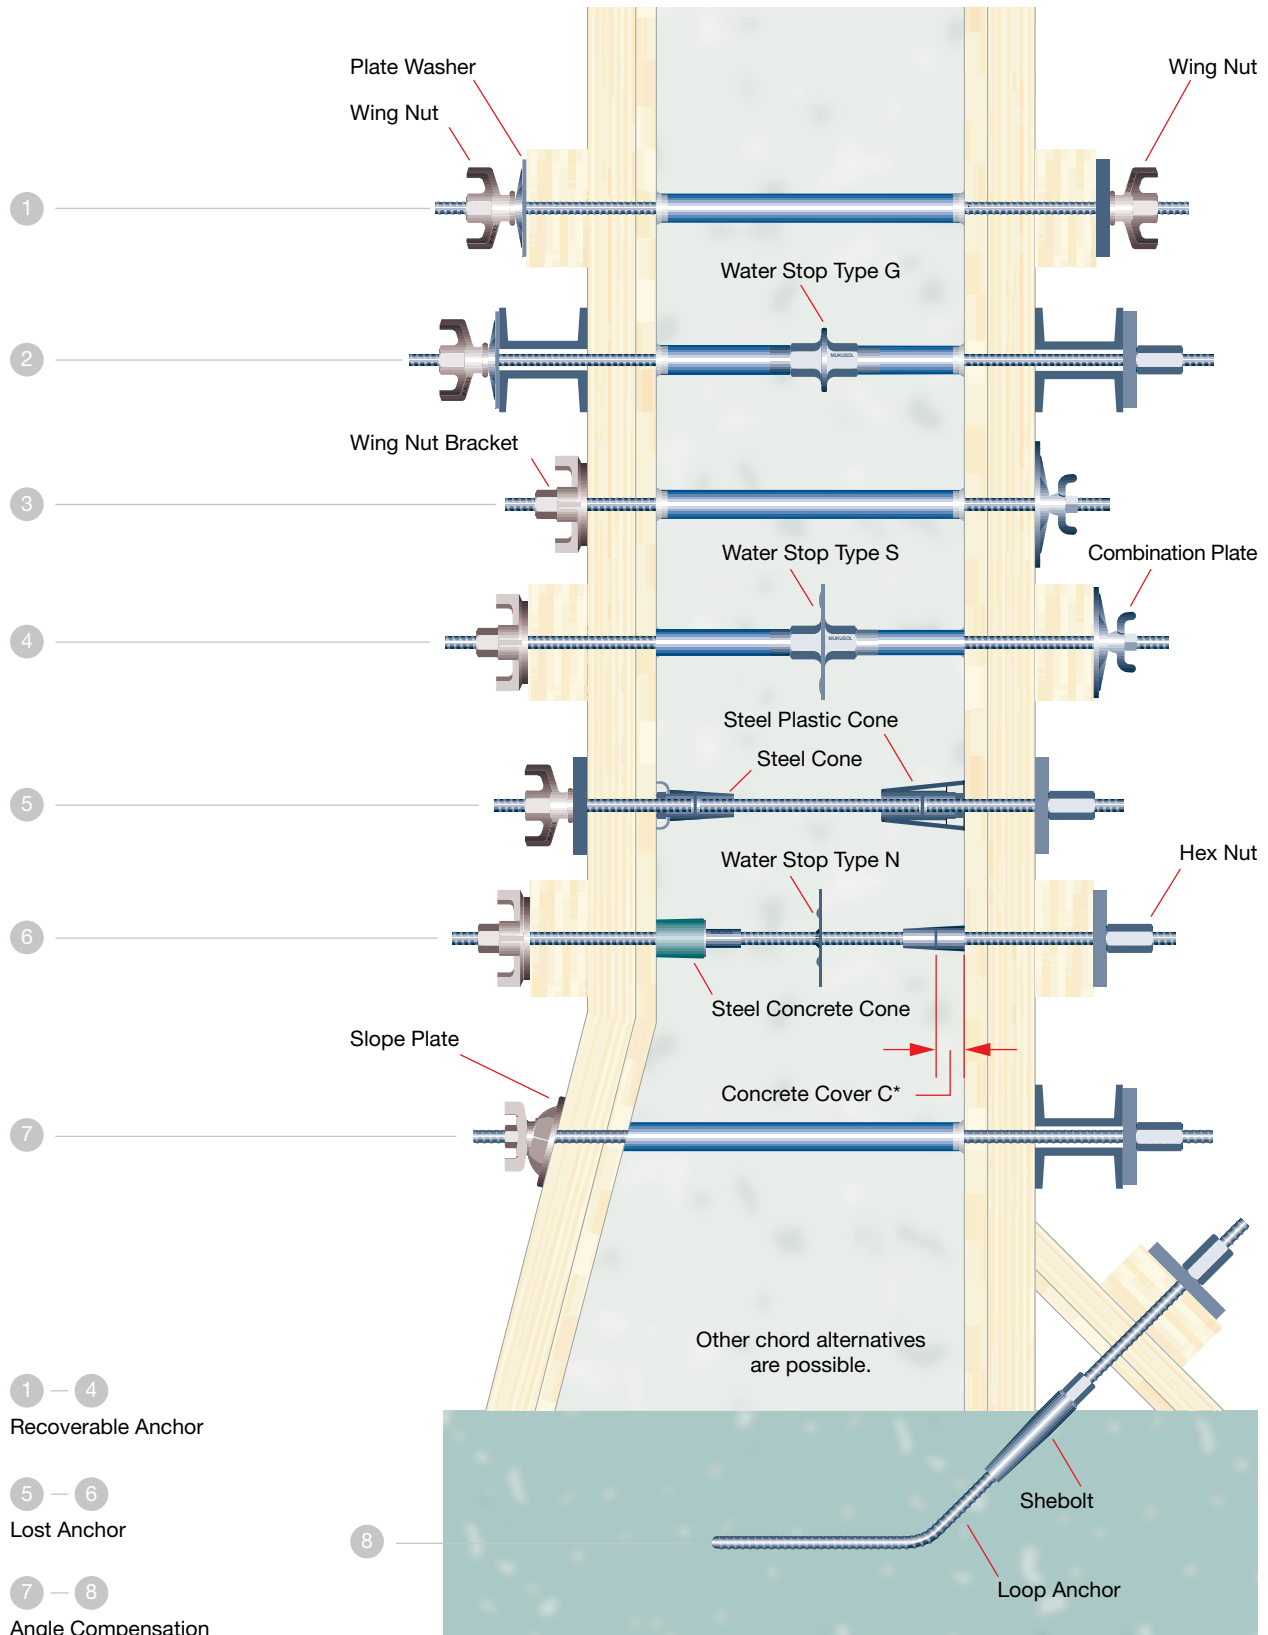 Plate Washer
Wing Nut
Wing Nut
1
Water Stop Type G
2
MUKUSOL
Wing Nut Bracket
3
Water Stop Type S
Combination Plate
4
MUKUSOL
Steel Plastic Cone
Steel Cone
5
Water Stop Type N
Hex Nut
6
Steel Concrete Cone
Slope Plate
Concrete Cover C*
7
Other chord alternatives
are possible.
1 — 4
Recoverable Anchor
5 — 6
Lost Anchor
Shebolt
8
Loop Anchor
7 — 8
Angle Compensation